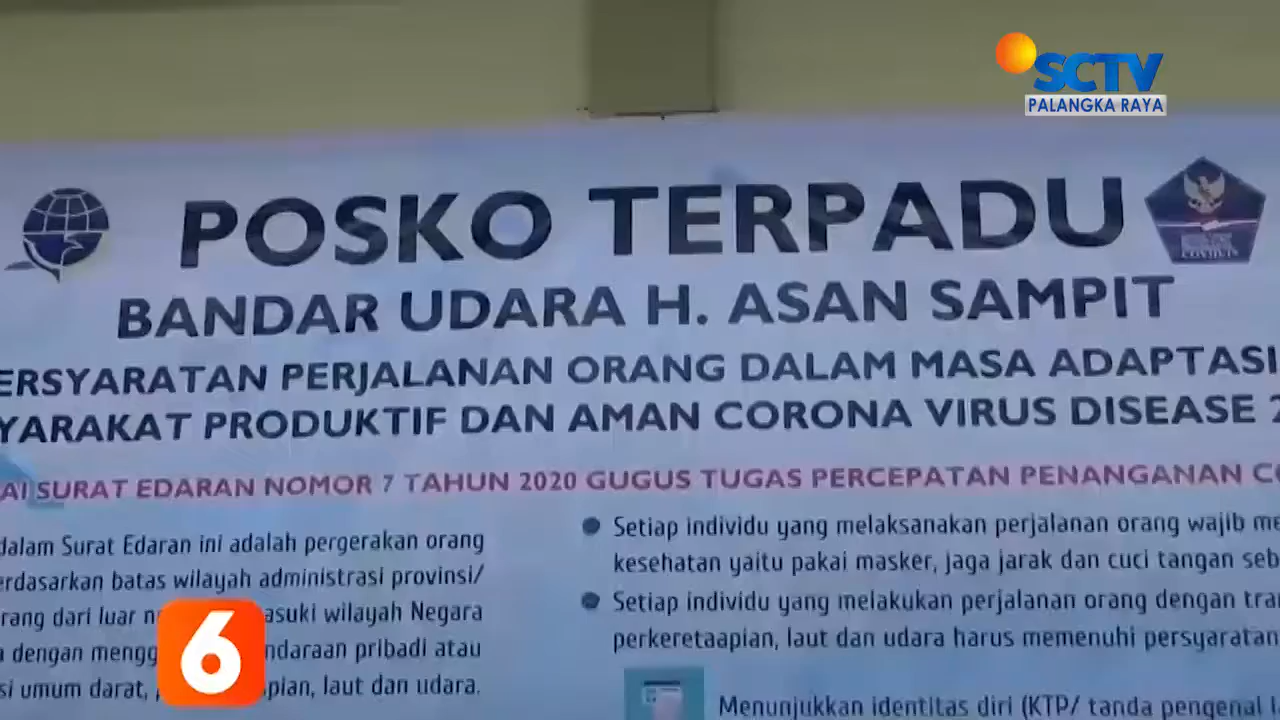 SCTV
PALANGKA RAYA
POSKO TERPADU
BANDAR UDARA H. ASAN SAMPIT
ERSYARATAN PERJALANAN ORANG DALAM MASA ADAPTASI
YARAKAT PRODUKTIF DAN AMAN CORONA VIRUS DISEASE 2
AI SURAT EDARAN NOMOR 7 TAHUN 2020 GUGUS TUGAS PERCEPATAN PENANGANAN CO
dalam Surat Edaran ini adalah pergerakan orang
erdasarkan batas wilayah administrasi provinsi/
rang dari luar n asuki wilayah Negara
a dengan mengg ndaraan pribadi atau
si umum darat, pian, laut dan udara.
Setiap individu yang melaksanakan perjalanan orang wajib me
kesehatan yaitu pakai masker, jaga jarak dan cuci tangan seb
Setiap individu yang melakukan perjalanan orang dengan tra
perkeretaapian, laut dan udara harus memenuhi persyaratan
Menunjukkan identitas diri (KTP/ tanda pengenal l
6